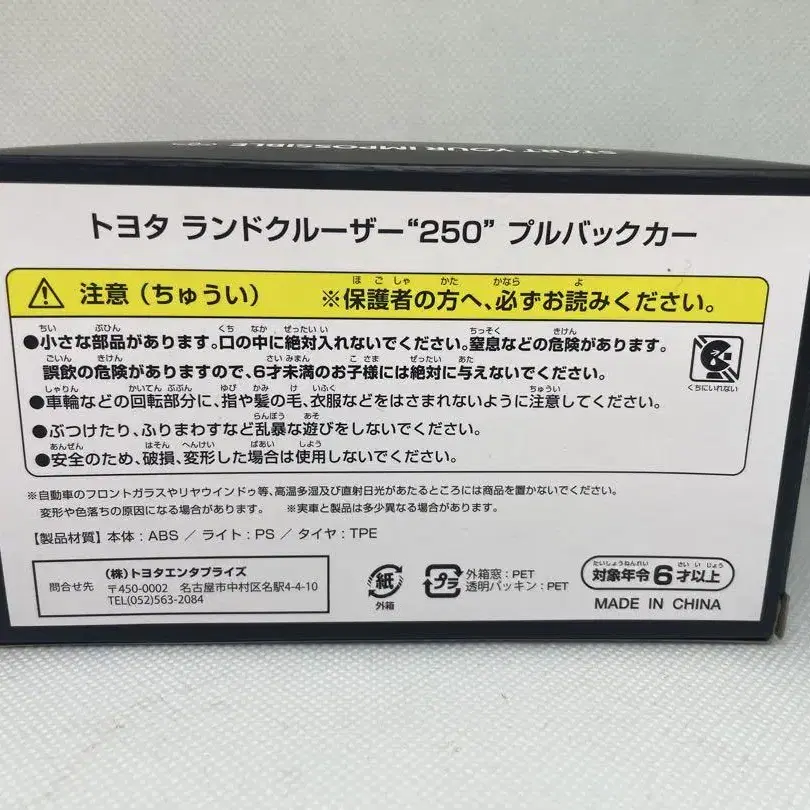 START YOUR IMPOSSIBLE
トヨタ ランドクルーザー“250” プルバックカー
注意（ちゅうい） ※保護者の方へ、必ずお読みください。
●小さな部品があります。口の中に絶対入れないでください。窒息などの危険があります。
誤飲の危険がありますので、6才未満のお子様には絶対に与えないでください。
くちにいれない
●車輪などの回転部分に、指や髪の毛、衣服などをはさまれないように注意してください。
●ぶつけたり、ふりまわすなど乱暴な遊びをしないでください。
●安全のため、破損、変形した場合は使用しないでください。
※自動車のフロントガラスやリヤウインドゥ等、高温多湿及び直射日光があたるところには商品を置かないでください。
変形や色落ちの原因になる場合があります。 ※実車と製品は多少異なる場合があります。
【製品材質】本体：ABS ／ ライト：PS ／ タイヤ：TPE
問合せ先
（株）トヨタエンタプライズ
〒450-0002 名古屋市中村区名駅4-4-10
TEL(052)563-2084
紙
外箱
プラ
外箱窓：PET
透明パッキン：PET
対象年令6才以上
MADE IN CHINA